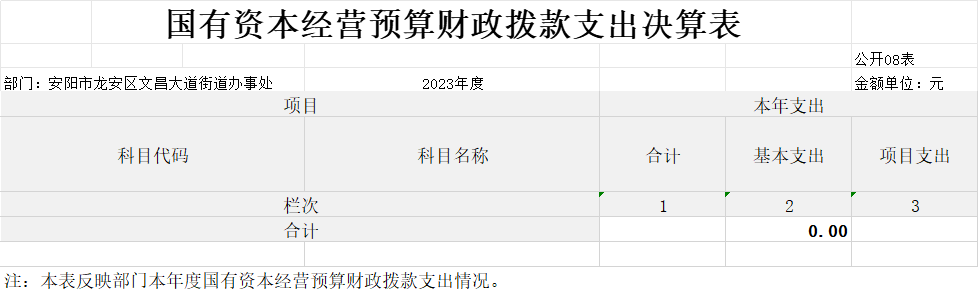 国有资本经营预算财政拨款支出决算表
公开08表
部门：安阳市龙安区文昌大道街道办事处 2023年度 金额单位：元
项目 本年支出
科目代码 科目名称 合计 基本支出 项目支出
栏次 1 2 3
合计 0.00
注：本表反映部门本年度国有资本经营预算财政拨款支出情况。